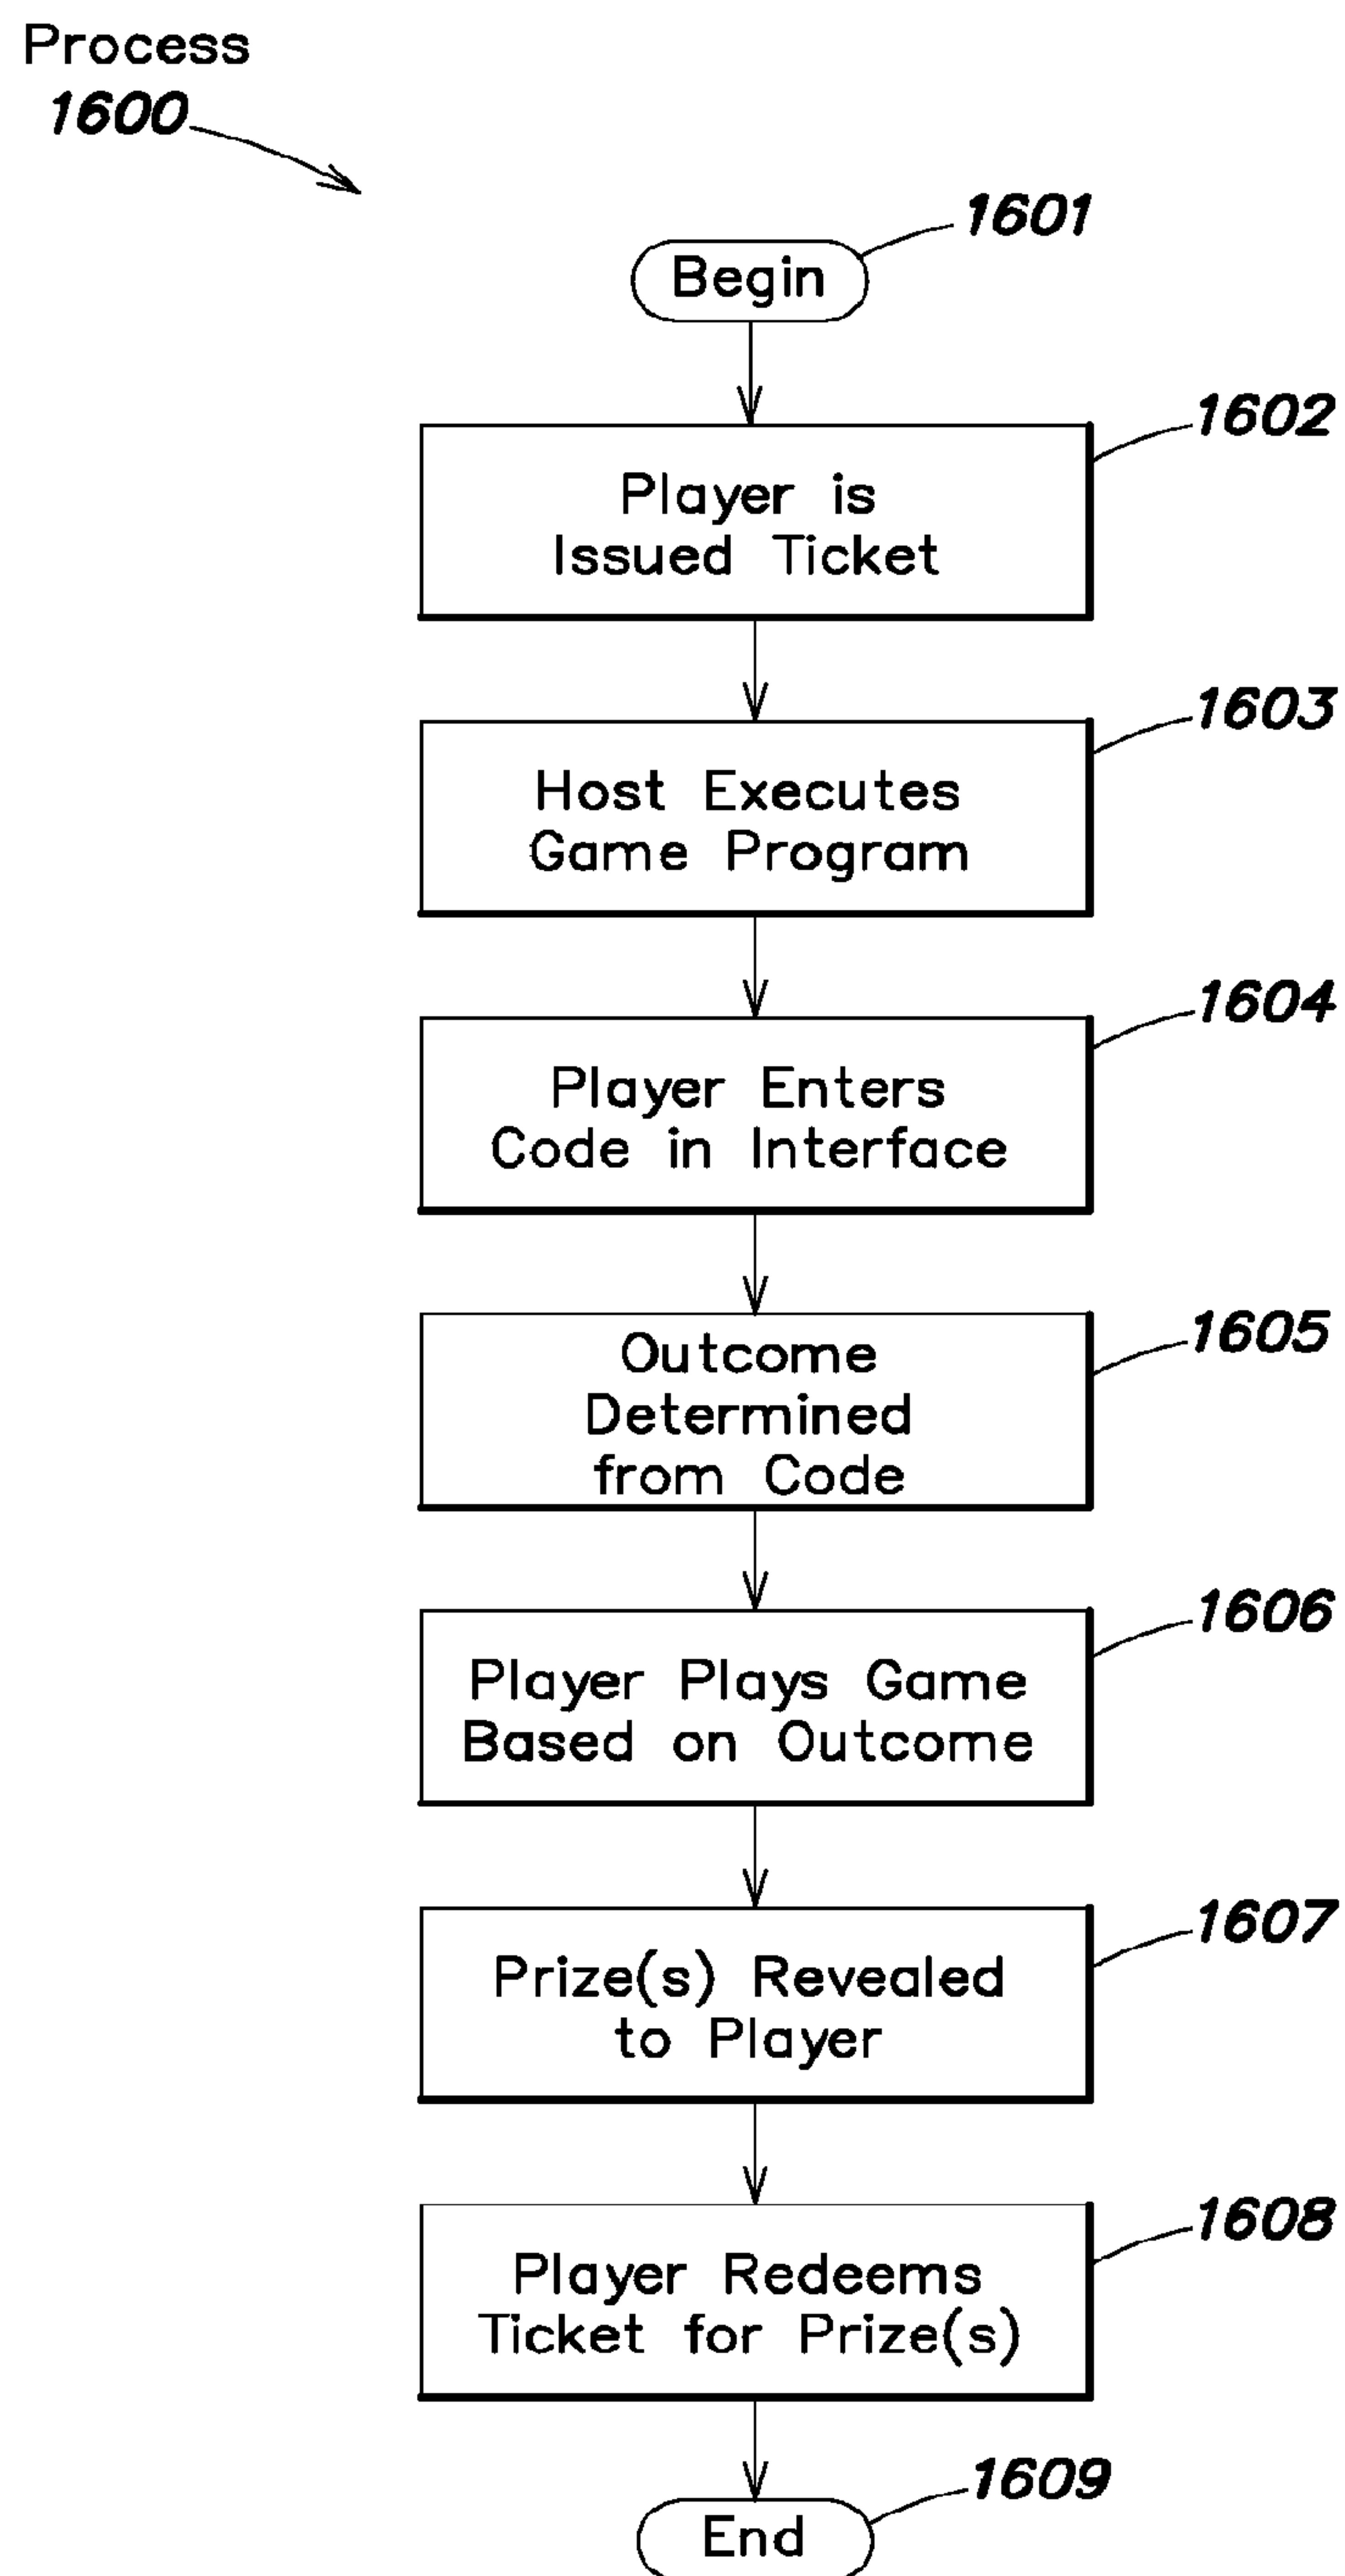 Process
1600
1601
Begin
1602
Player is
Issued Ticket
1603
Host Executes
Game Program
1604
Player Enters
Code in Interface
1605
Outcome
Determined
from Code
1606
Player Plays Game
Based on Outcome
1607
Prize(s) Revealed
to Player
1608
Player Redeems
Ticket for Prize(s)
1609
End